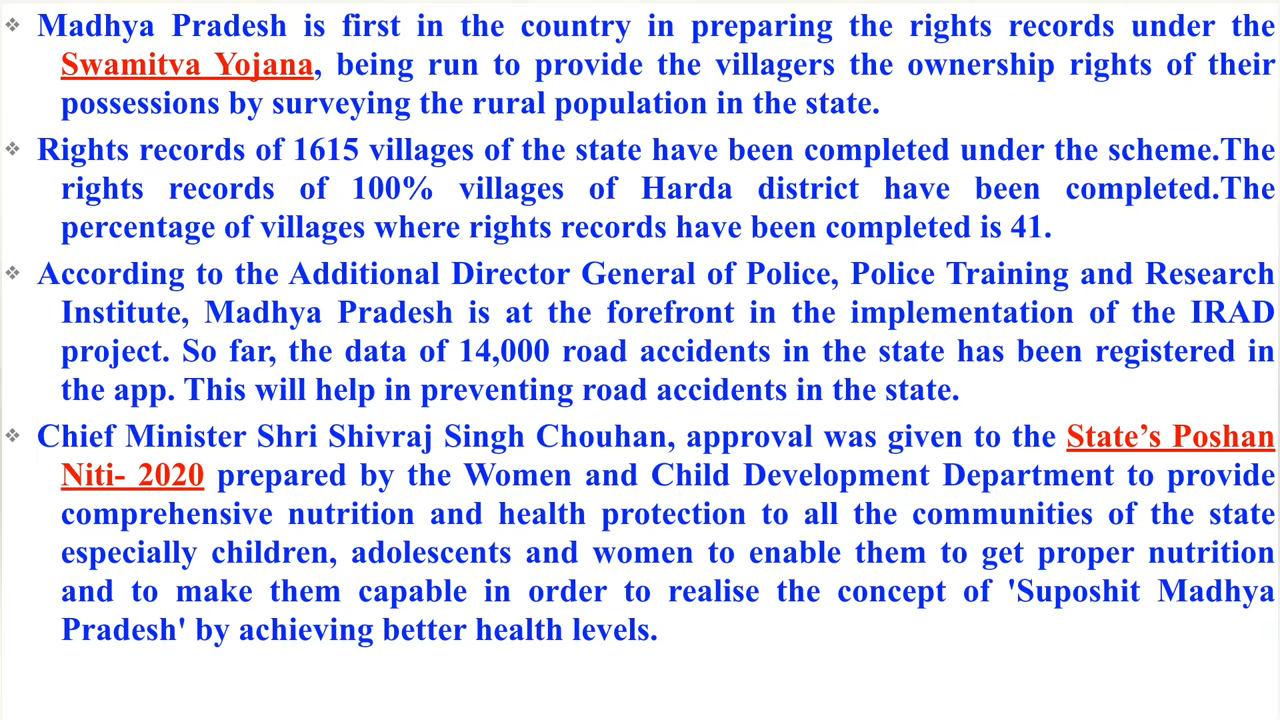 ❖ Madhya Pradesh is first in the country in preparing the rights records under the
Swamitva Yojana, being run to provide the villagers the ownership rights of their
possessions by surveying the rural population in the state.
❖ Rights records of 1615 villages of the state have been completed under the scheme.The
rights records of 100% villages of Harda district have been completed.The
percentage of villages where rights records have been completed is 41.
❖ According to the Additional Director General of Police, Police Training and Research
Institute, Madhya Pradesh is at the forefront in the implementation of the IRAD
project. So far, the data of 14,000 road accidents in the state has been registered in
the app. This will help in preventing road accidents in the state.
❖ Chief Minister Shri Shivraj Singh Chouhan, approval was given to the State’s Poshan
Niti- 2020 prepared by the Women and Child Development Department to provide
comprehensive nutrition and health protection to all the communities of the state
especially children, adolescents and women to enable them to get proper nutrition
and to make them capable in order to realise the concept of 'Suposhit Madhya
Pradesh' by achieving better health levels.